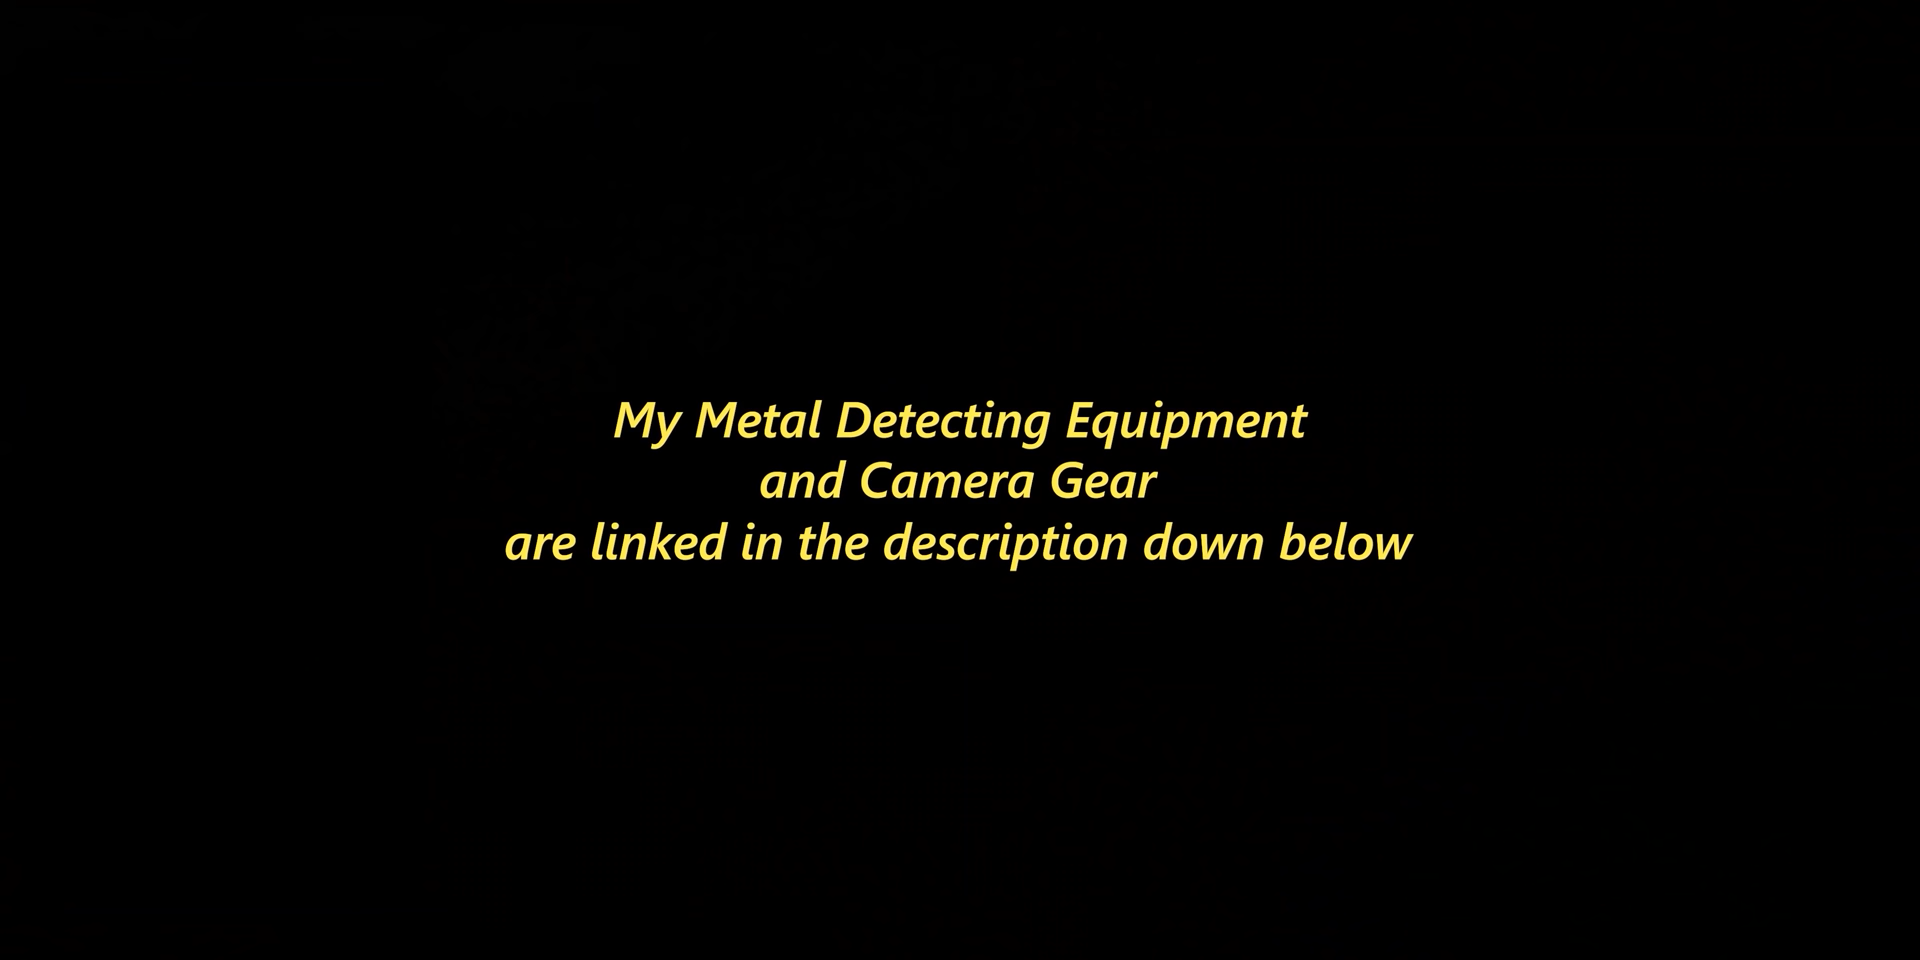 My Metal Detecting Equipment
and Camera Gear
are linked in the description down below